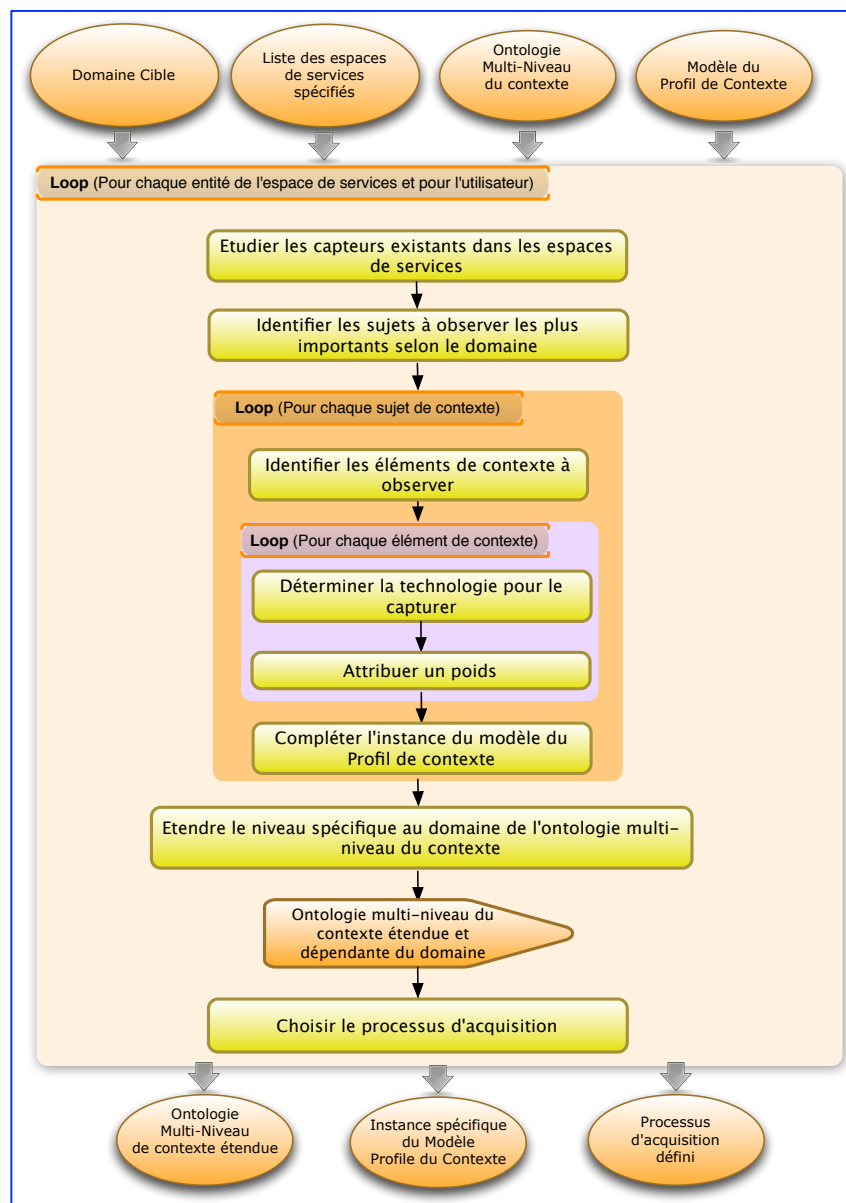 Domaine Cible
Liste des espaces
de services
spécifiés
Ontologie
Multi-Niveau
du contexte
Modèle du
Profil de Contexte
Loop (Pour chaque entité de l'espace de services et pour l'utilisateur)
Etudier les capteurs existants dans les espaces
de services
Identifier les sujets à observer les plus
importants selon le domaine
Loop (Pour chaque sujet de contexte)
Identifier les éléments de contexte à
observer
Loop (Pour chaque élément de contexte)
Déterminer la technologie pour le
capturer
Attribuer un poids
Compléter l'instance du modèle du
Profil de contexte
Etendre le niveau spécifique au domaine de l'ontologie multi-
niveau du contexte
Ontologie multi-niveau du
contexte étendue et
dépendante du domaine
Choisir le processus d'acquisition
Ontologie
Multi-Niveau
de contexte étendue
Instance spécifique
du Modèle
Profile du Contexte
Processus
d'acquisition
défini